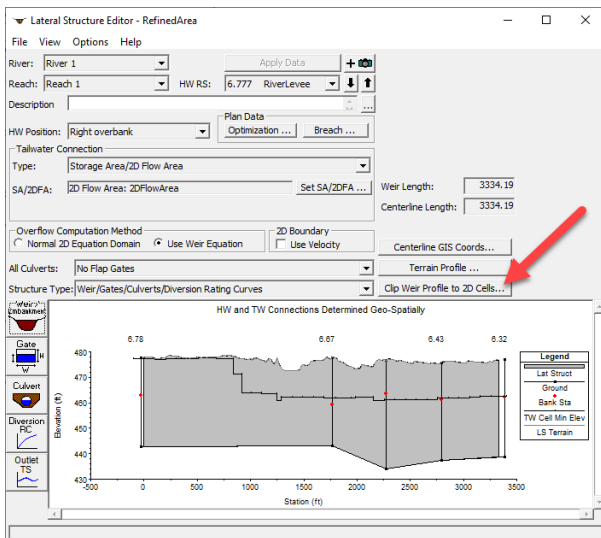 Lateral Structure Editor - RefinedArea
File View Options Help
River: River 1 Apply Data
Reach: Reach 1 HW RS: 6.777 RiverLevee
Description ...
Plan Data
HW Position: Right overbank Optimization ... Breach ...
Tailwater Connection
Type: Storage Area/2D Flow Area
SA/2DFA: 2D Flow Area: 2DFlowArea Set SA/2DFA ... Weir Length: 3334.19
Centerline Length: 3334.19
Overflow Computation Method 2D Boundary
Normal 2D Equation Domain Use Weir Equation Use Velocity Centerline GIS Coords...
All Culverts: No Flap Gates Terrain Profile ...
Structure Type: Weir/Gates/Culverts/Diversion Rating Curves Clip Weir Profile to 2D Cells...
Weir/
Embankment
Gate
W
H
Culvert
Diversion
RC
Outlet
TS
HW and TW Connections Determined Geo-Spatially
6.78 6.67 6.43 6.32
480
470
460
450
440
430
Elevation (ft)
-500 0 500 1000 1500 2000 2500 3000 3500
Station (ft)
Legend
Lat Struct
Ground
Bank Sta
TW Cell Min Elev
LS Terrain